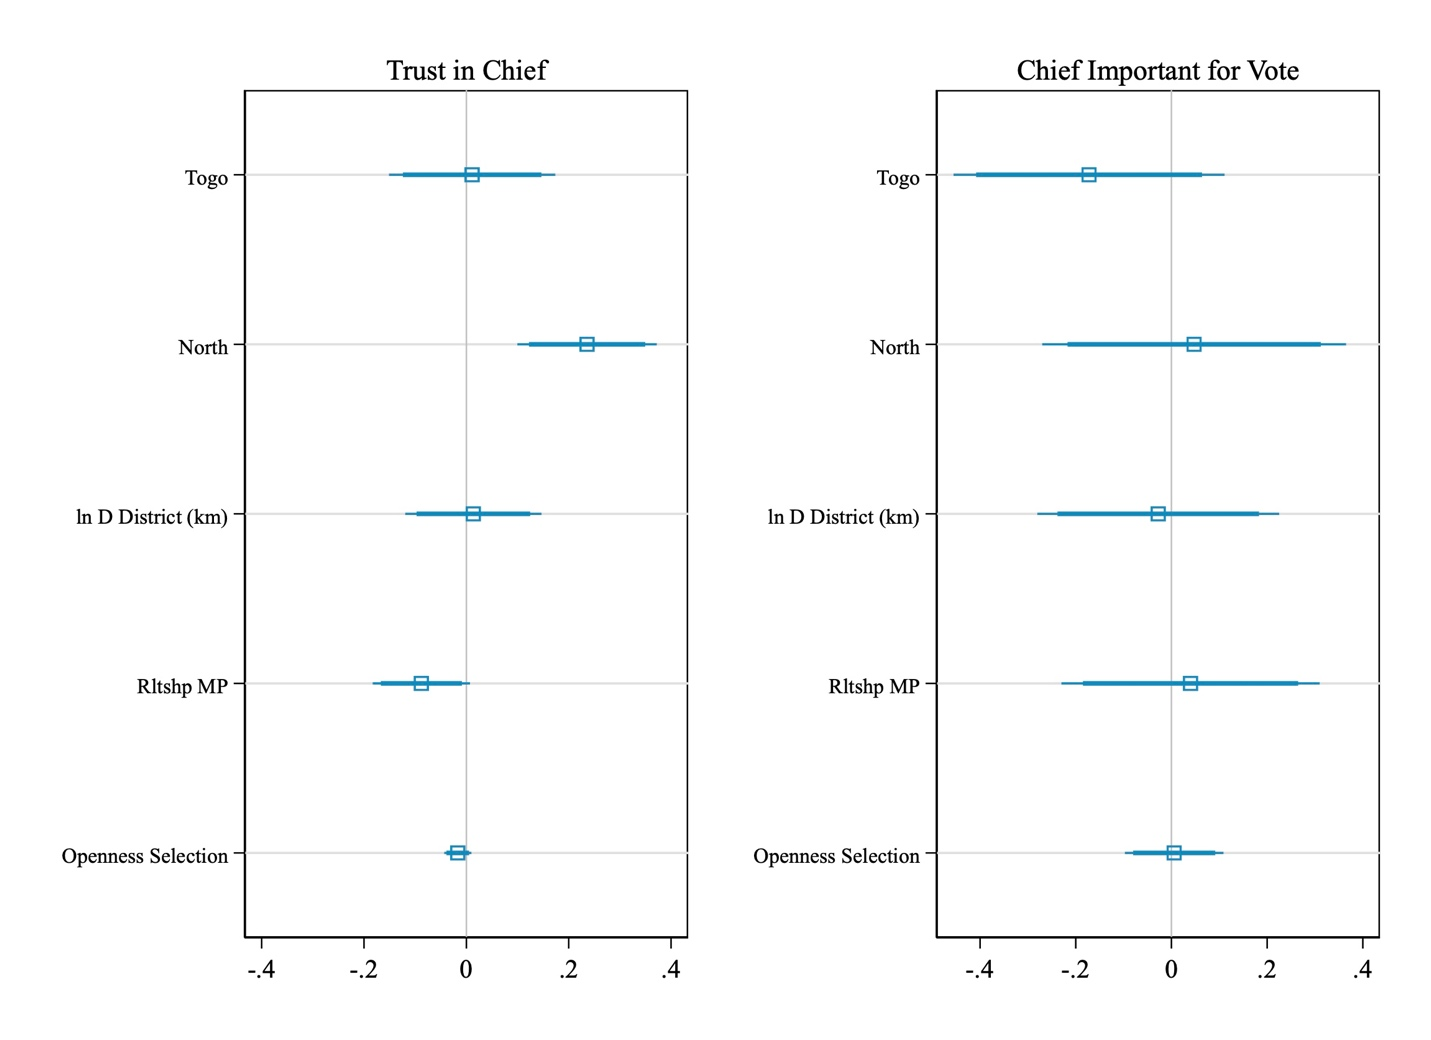 Trust in Chief
Togo
North
ln D District (km)
Rltshp MP
Openness Selection
-.4 -.2 0 .2 .4
Chief Important for Vote
Togo
North
ln D District (km)
Rltshp MP
Openness Selection
-.4 -.2 0 .2 .4